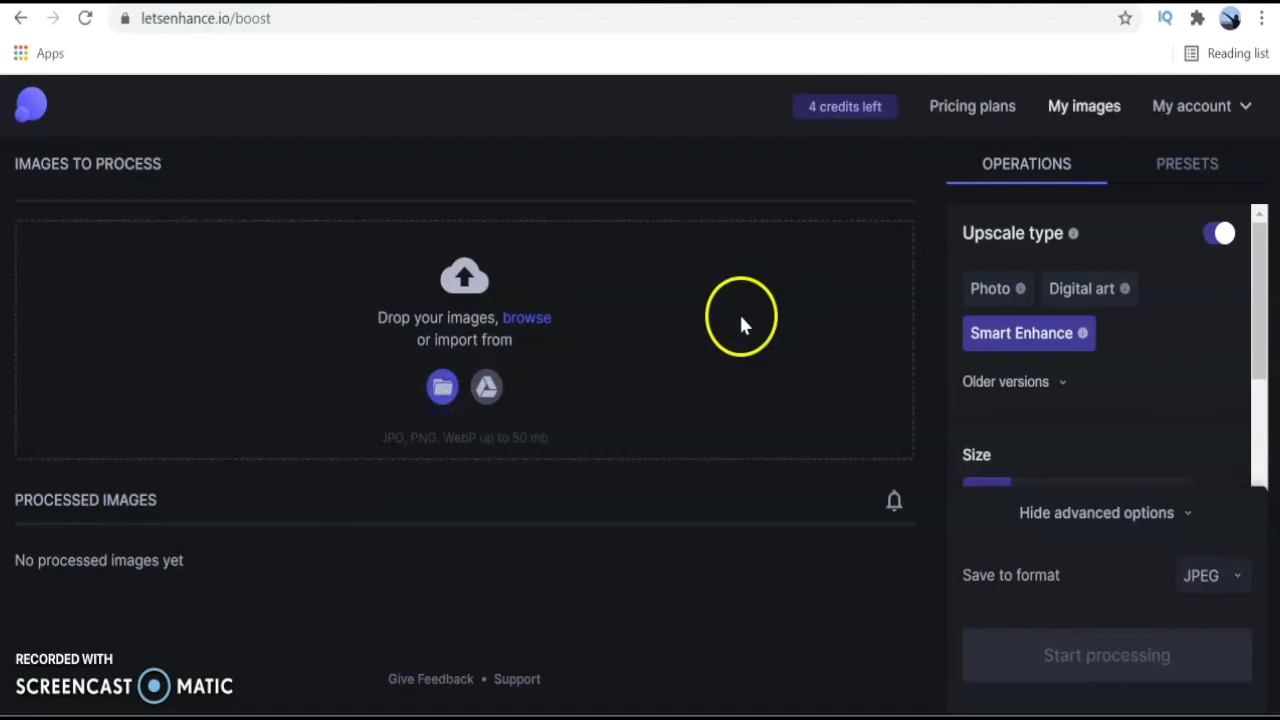 letsenhance.io/boost
IQ
Apps
Reading list
4 credits left
Pricing plans
My images
My account
IMAGES TO PROCESS
OPERATIONS
PRESETS
Upscale type
Photo
Digital art
Smart Enhance
Older versions
Size
Hide advanced options
Save to format
JPEG
Start processing
Drop your images, browse
or import from
JPG, PNG, WebP up to 50 mb
PROCESSED IMAGES
No processed images yet
RECORDED WITH
SCREENCAST MATIC
Give Feedback • Support